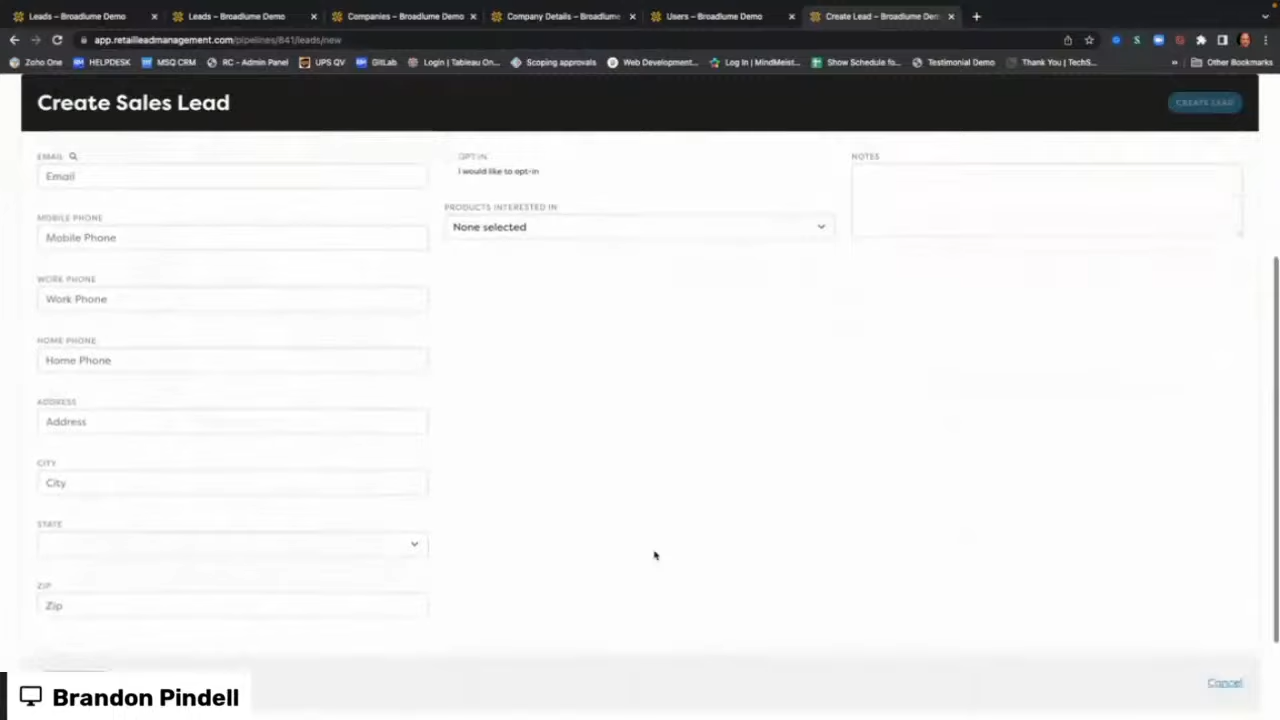 Leads – Broadlume Demo
Leads – Broadlume Demo
Companies – Broadlume Demo
Company Details – Broadlume
Users – Broadlume Demo
Create Lead – Broadlume Dem
app.retailleadmanagement.com/pipelines/841/leads/new
Zoho One
HELPDESK
MSQ CRM
RC - Admin Panel
UPS QV
GitLab
Login | Tableau On...
Scoping approvals
Web Development...
Log In | MindMeist...
Show Schedule fo...
Testimonial Demo
Thank You | TechS...
»
Other Bookmarks
Create Sales Lead
CREATE LEAD
EMAIL
Email
MOBILE PHONE
Mobile Phone
WORK PHONE
Work Phone
HOME PHONE
Home Phone
ADDRESS
Address
CITY
City
STATE
ZIP
Zip
OPT-IN
I would like to opt-in
PRODUCTS INTERESTED IN
None selected
NOTES
Cancel
Brandon Pindell